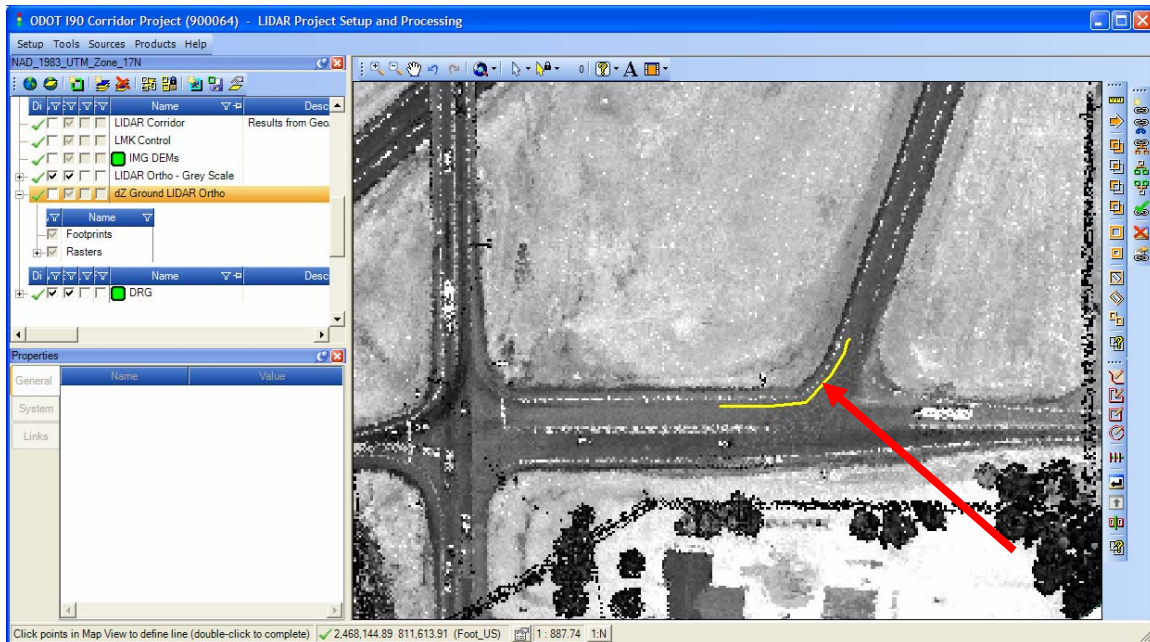 ODOT I90 Corridor Project (900064) - LIDAR Project Setup and Processing
Setup Tools Sources Products Help
NAD_1983_UTM_Zone_17N
0
A
Di Name Desc
LIDAR Corridor Results from Geo
LMK Control
IMG DEMs
LIDAR Ortho - Grey Scale
dZ Ground LIDAR Ortho
Name
Footprints
Rasters
Di Name Desc
DRG
Properties
General
System
Links
Name Value
Click points in Map View to define line (double-click to complete) 2,468,144.89 811,613.91 (Foot_US) 1 : 887.74 1:N